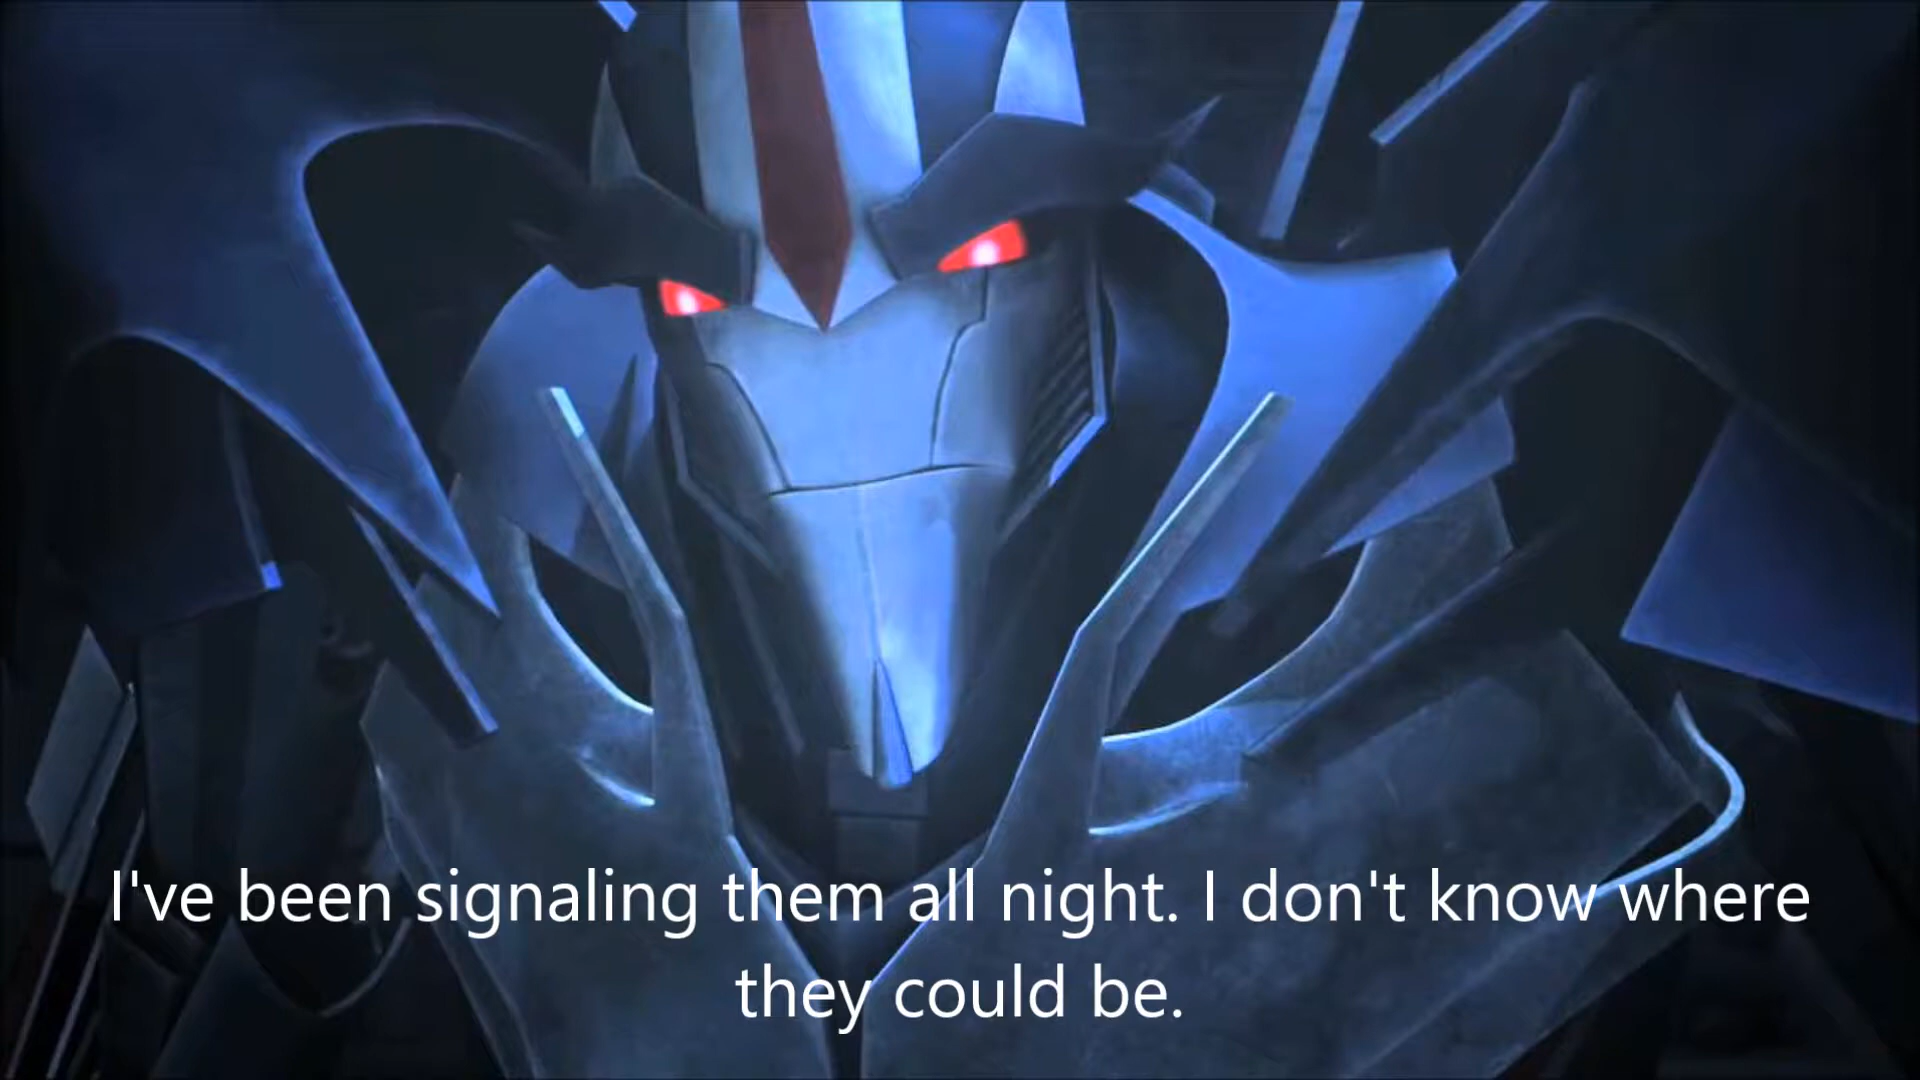 I've been signaling them all night. I don't know where
they could be.